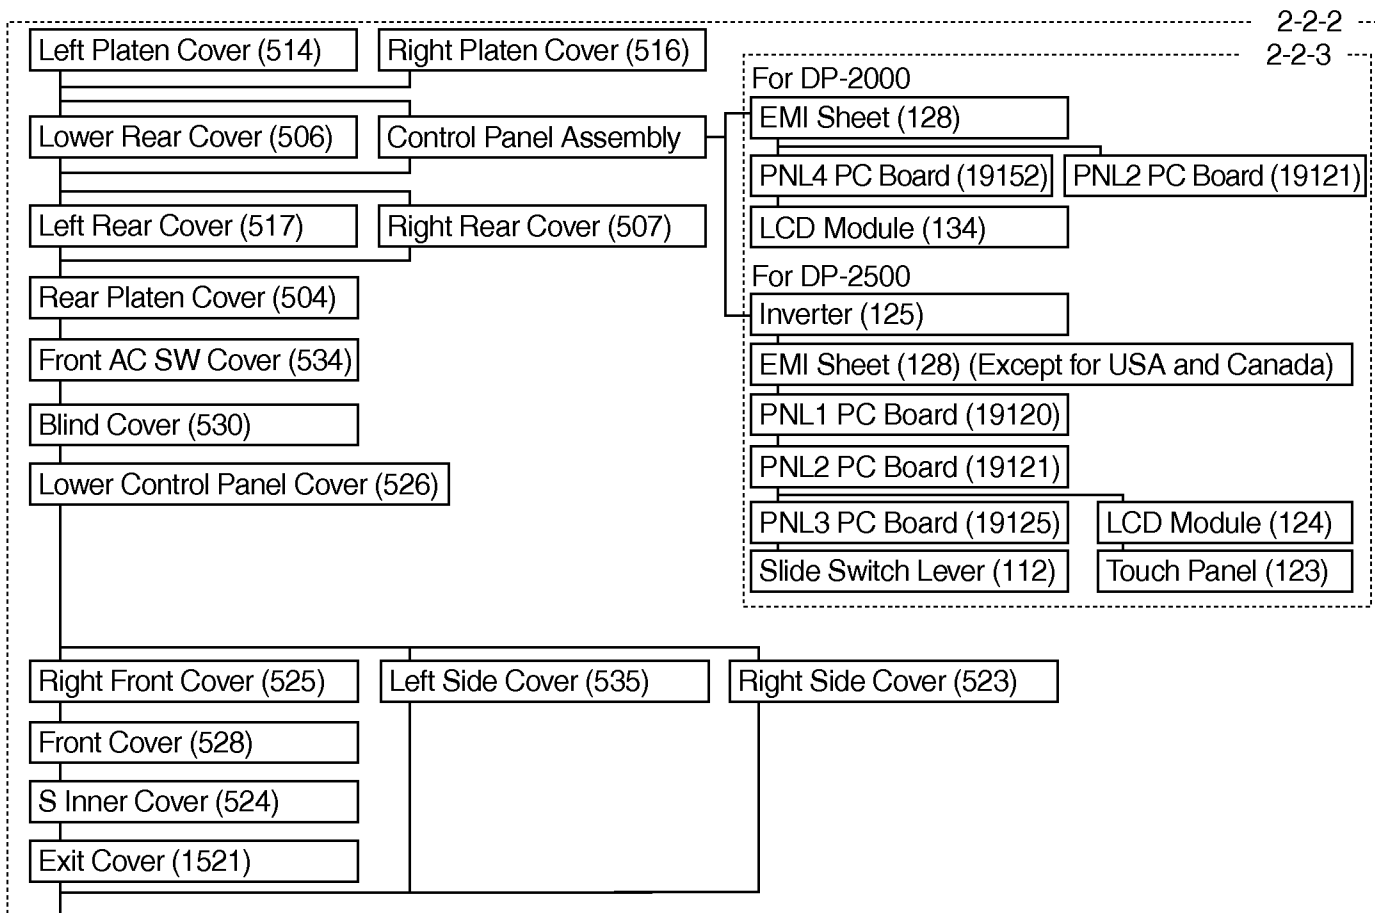 2-2-2
2-2-3
Left Platen Cover (514)
Right Platen Cover (516)
Lower Rear Cover (506)
Control Panel Assembly
Left Rear Cover (517)
Right Rear Cover (507)
Rear Platen Cover (504)
Front AC SW Cover (534)
Blind Cover (530)
Lower Control Panel Cover (526)
For DP-2000
EMI Sheet (128)
PNL4 PC Board (19152)
PNL2 PC Board (19121)
LCD Module (134)
For DP-2500
Inverter (125)
EMI Sheet (128) (Except for USA and Canada)
PNL1 PC Board (19120)
PNL2 PC Board (19121)
PNL3 PC Board (19125)
LCD Module (124)
Slide Switch Lever (112)
Touch Panel (123)
Right Front Cover (525)
Left Side Cover (535)
Right Side Cover (523)
Front Cover (528)
S Inner Cover (524)
Exit Cover (1521)